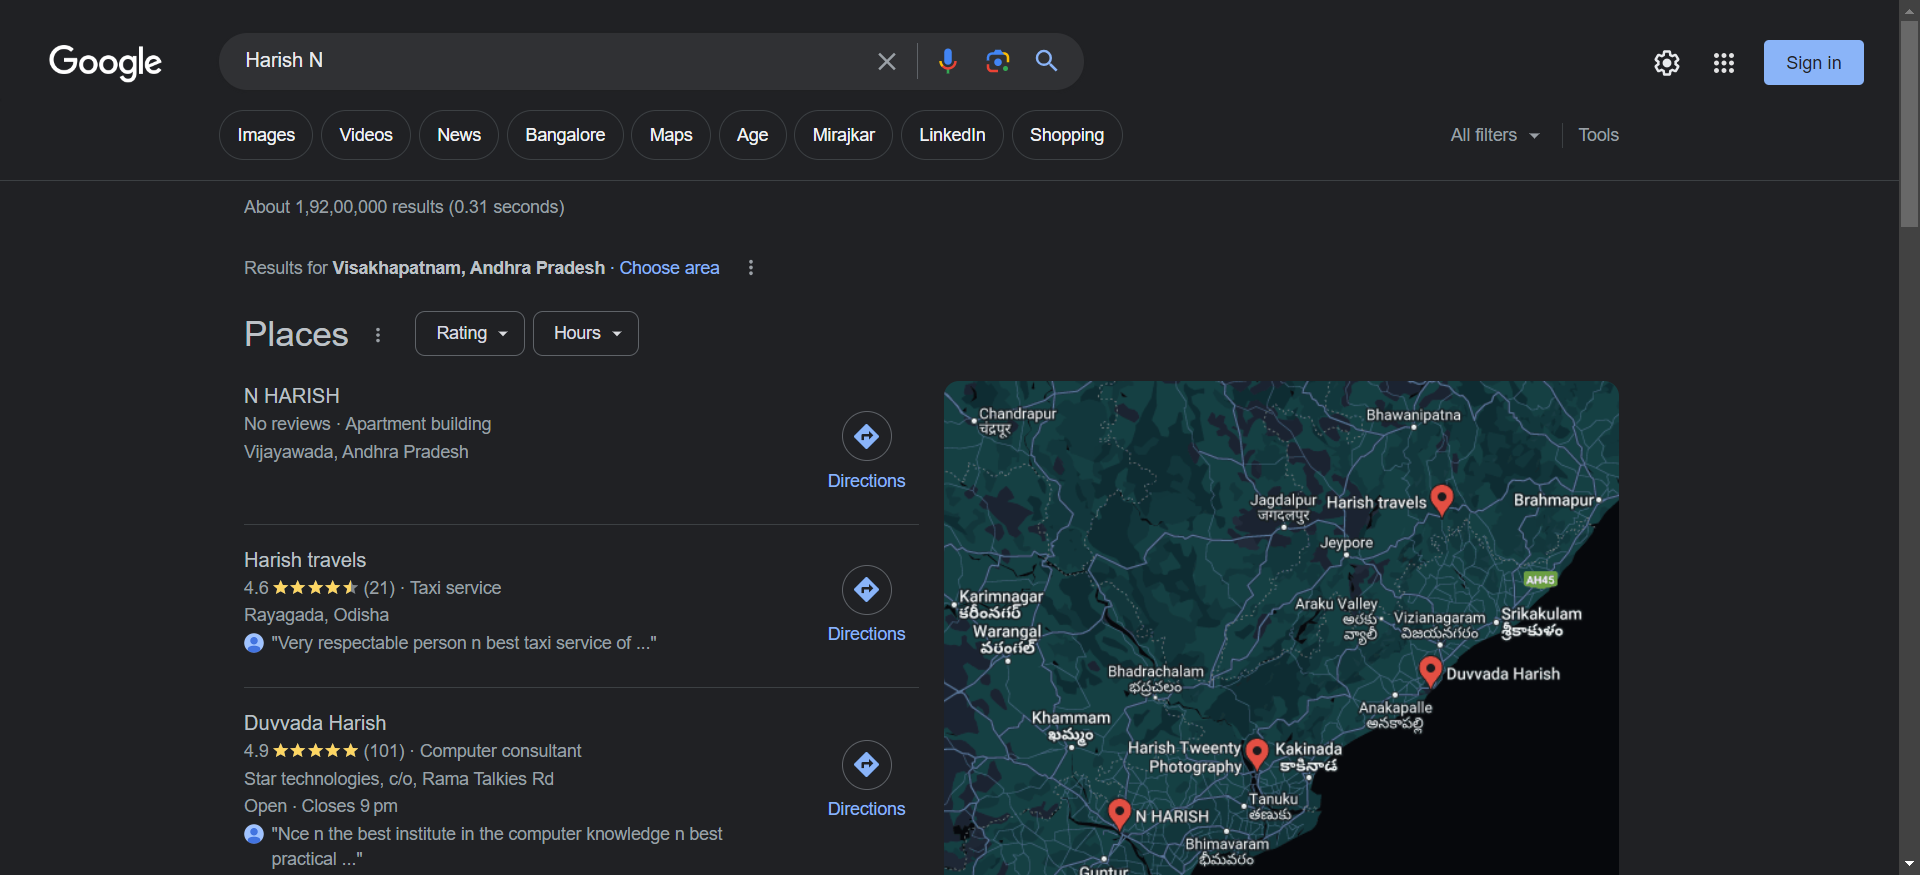 Google
Harish N
Sign in
Images
Videos
News
Bangalore
Maps
Age
Mirajkar
LinkedIn
Shopping
All filters
Tools
About 1,92,00,000 results (0.31 seconds)
Results for Visakhapatnam, Andhra Pradesh · Choose area
Places
Rating
Hours
N HARISH
No reviews · Apartment building
Vijayawada, Andhra Pradesh
Directions
Harish travels
4.6 (21) · Taxi service
Rayagada, Odisha
"Very respectable person n best taxi service of ..."
Directions
Duvvada Harish
4.9 (101) · Computer consultant
Star technologies, c/o, Rama Talkies Rd
Open · Closes 9 pm
"Nce n the best institute in the computer knowledge n best
practical ..."
Directions
Chandrapur
चंद्रपूर
Bhawanipatna
Jagdalpur
जगदलपुर
Harish travels
Brahmapur
Jeypore
AH45
Karimnagar
కరీంనగర్
Araku Valley
అరకు
వ్యాలీ
Vizianagaram
విజయనగరం
Srikakulam
శ్రీకాకుళం
Warangal
వరంగల్
Bhadrachalam
భద్రాచలం
Duvvada Harish
Anakapalle
అనకాపల్లి
Khammam
ఖమ్మం
Harish Tweenty
Photography
Kakinada
కాకినాడ
Tanuku
తణుకు
N HARISH
Bhimavaram
భీమవరం
Guntur